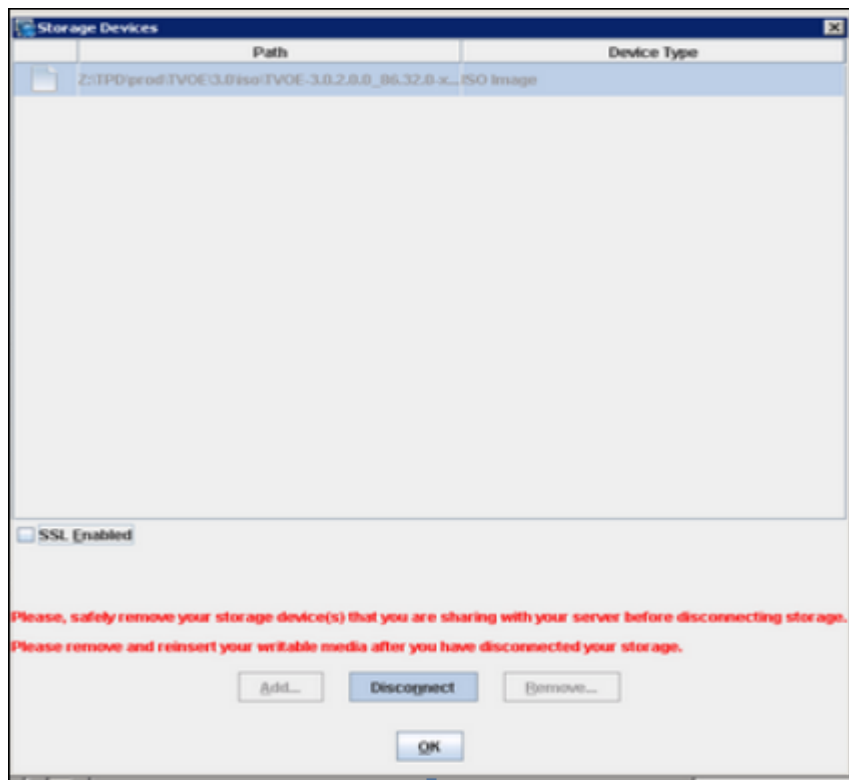 Storage Devices
Path Device Type
Z:\TPD\prod\TVOE\3.0\iso\TVOE-3.0.2.0.0_86.32.0-x... ISO Image
SSL Enabled
Please, safely remove your storage device(s) that you are sharing with your server before disconnecting storage.
Please remove and reinsert your writable media after you have disconnected your storage.
Add... Disconnect Remove...
OK